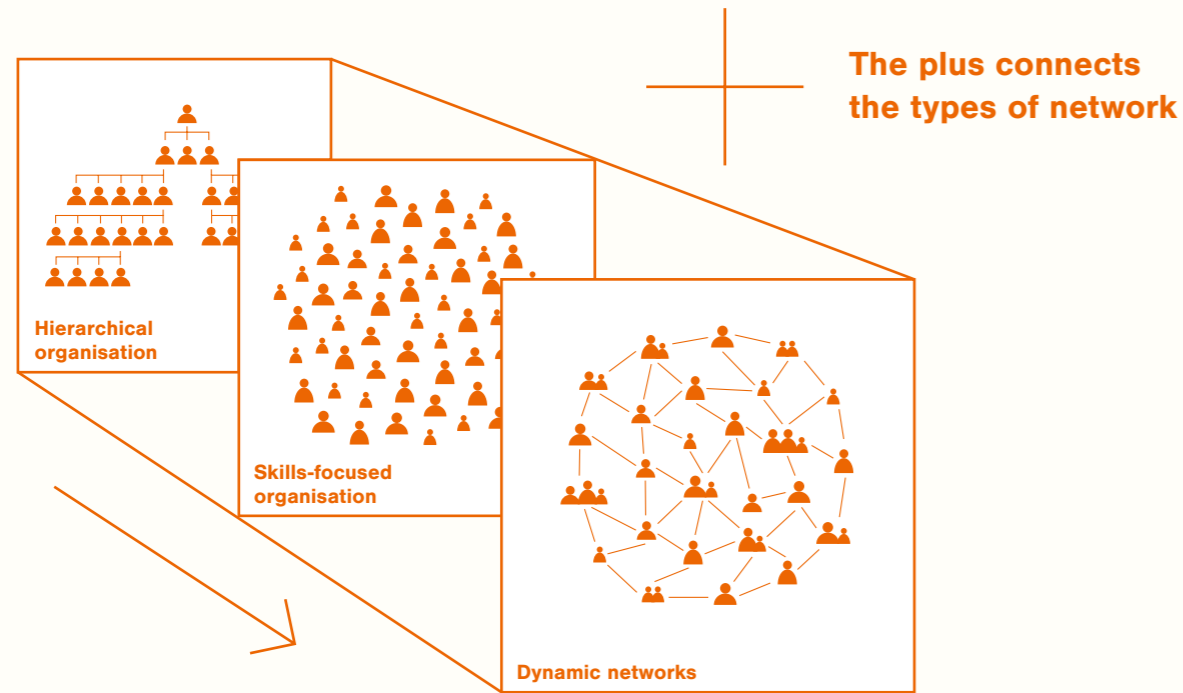 The plus connects
the types of network
Hierarchical
organisation
Skills-focused
organisation
Dynamic networks